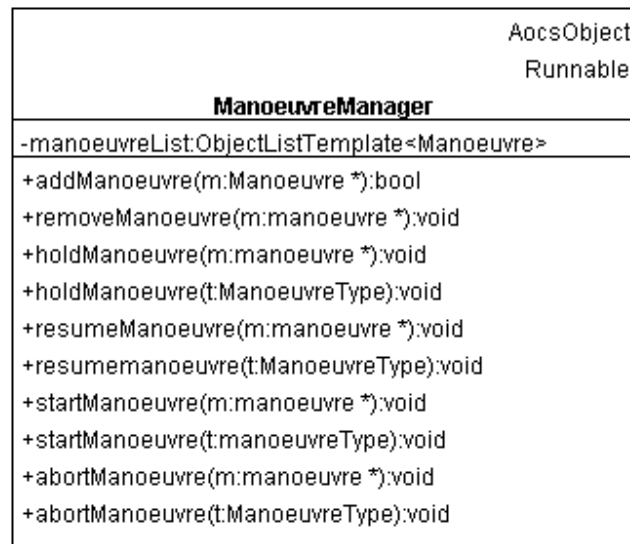 AocsObject
Runnable
ManoeuvreManager
-manoeuvreList:ObjectListTemplate<Manoeuvre>
+addManoeuvre(m:Manoeuvre *):bool
+removeManoeuvre(m:manoeuvre *):void
+holdManoeuvre(m:manoeuvre *):void
+holdManoeuvre(t:ManoeuvreType):void
+resumeManoeuvre(m:manoeuvre *):void
+resumemanoeuvre(t:ManoeuvreType):void
+startManoeuvre(m:manoeuvre *):void
+startManoeuvre(t:manoeuvreType):void
+abortManoeuvre(m:manoeuvre *):void
+abortManoeuvre(t:ManoeuvreType):void